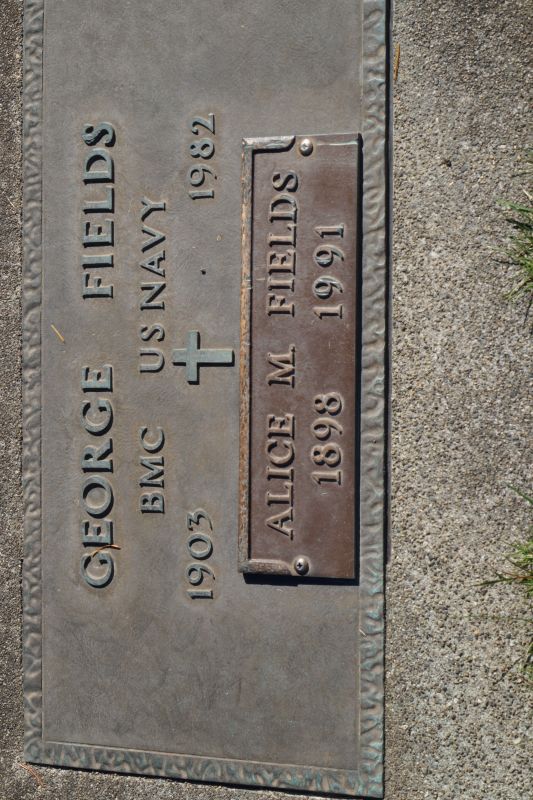 GEORGE FIELDS
BMC US NAVY
1903 1982
ALICE M. FIELDS
1898 1991